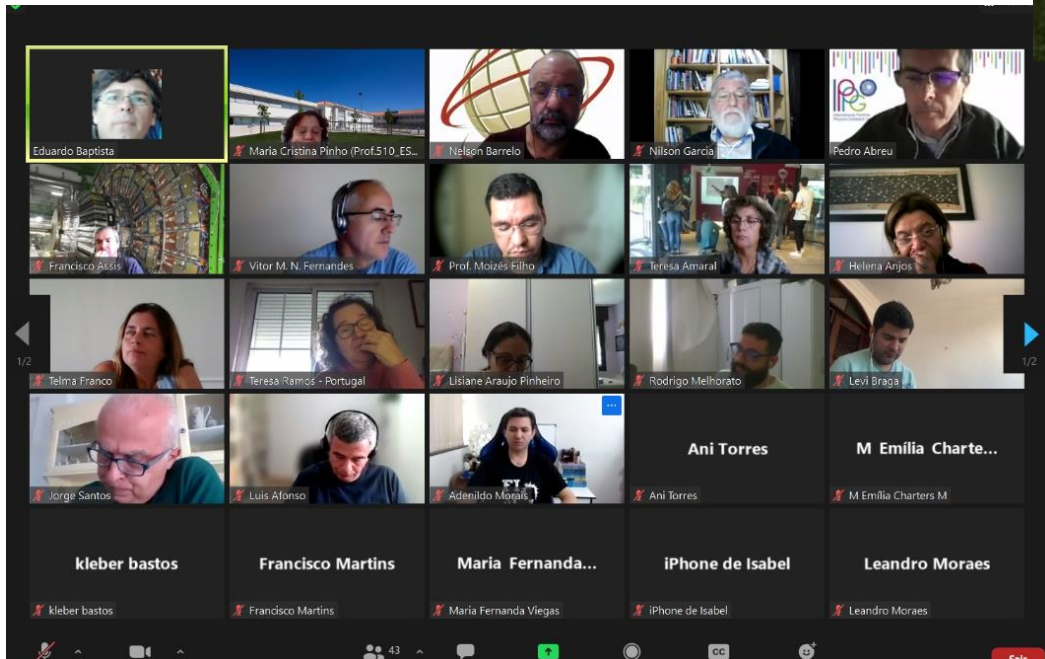 Eduardo Baptista
Maria Cristina Pinho (Prof.510_ES...
Nelson Barrelo
Nilson Garcia
IPPOG
Pedro Abreu
Francisco Assis
Vitor M. N. Fernandes
Prof. Moizés Filho
Teresa Amaral
Helena Anjos
1/2
Telma Franco
Teresa Ramos - Portugal
Lisiane Araujo Pinheiro
Rodrigo Melhorato
Levi Braga
1/2
Jorge Santos
Luis Afonso
Adenildo Morais
Ani Torres
Ani Torres
M Emília Charte...
M Emília Charters M
kleber bastos
kleber bastos
Francisco Martins
Francisco Martins
Maria Fernanda...
Maria Fernanda Viegas
iPhone de Isabel
iPhone de Isabel
Leandro Moraes
Leandro Moraes
43
CC
Sair